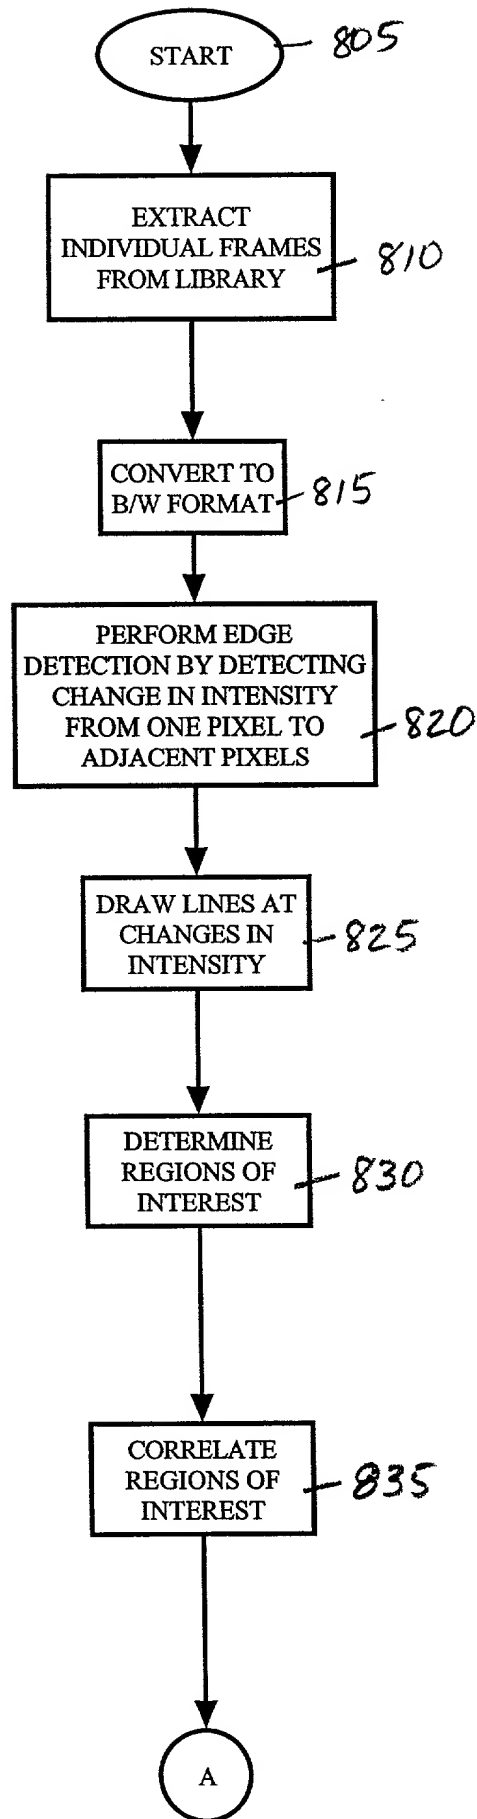 START
805
EXTRACT
INDIVIDUAL FRAMES
FROM LIBRARY
810
CONVERT TO
B/W FORMAT
815
PERFORM EDGE
DETECTION BY DETECTING
CHANGE IN INTENSITY
FROM ONE PIXEL TO
ADJACENT PIXELS
820
DRAW LINES AT
CHANGES IN
INTENSITY
825
DETERMINE
REGIONS OF
INTEREST
830
CORRELATE
REGIONS OF
INTEREST
835
A